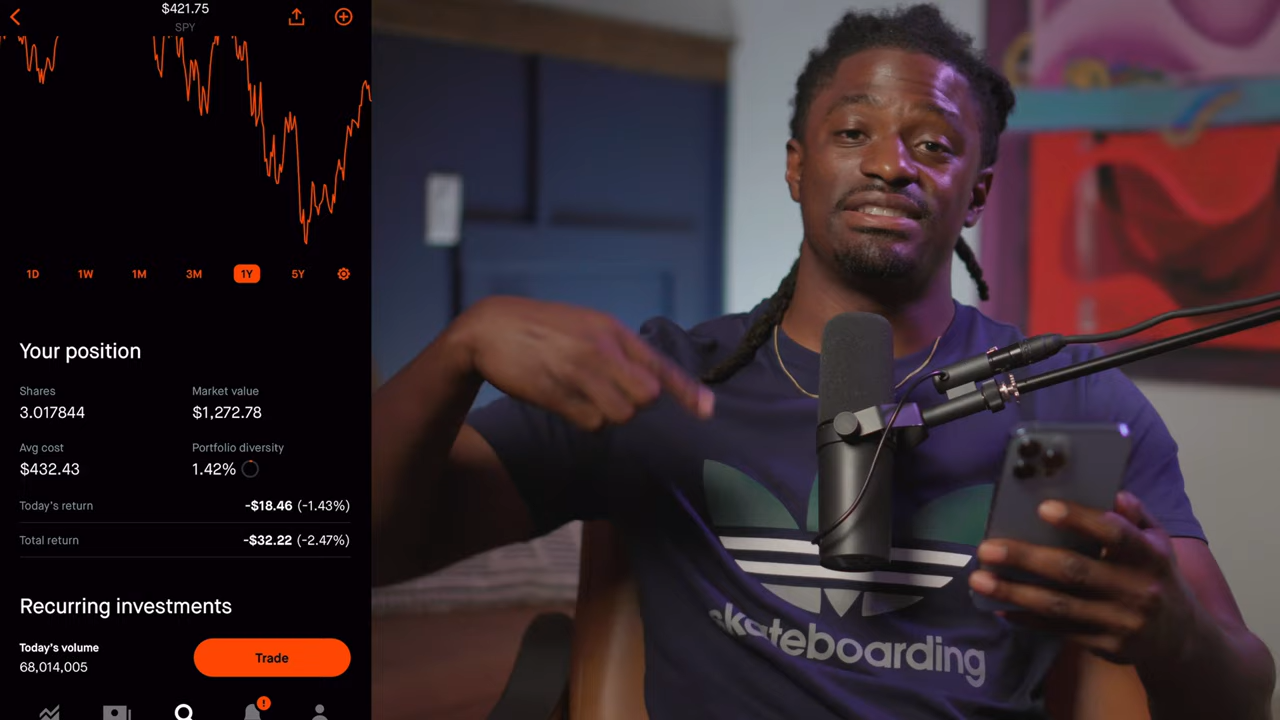 $421.75
SPY
1D 1W 1M 3M 1Y 5Y
Your position
Shares Market value
3.017844 $1,272.78
Avg cost Portfolio diversity
$432.43 1.42%
Today's return -$18.46 (-1.43%)
Total return -$32.22 (-2.47%)
Recurring investments
Today's volume
68,014,005
Trade
skateboarding